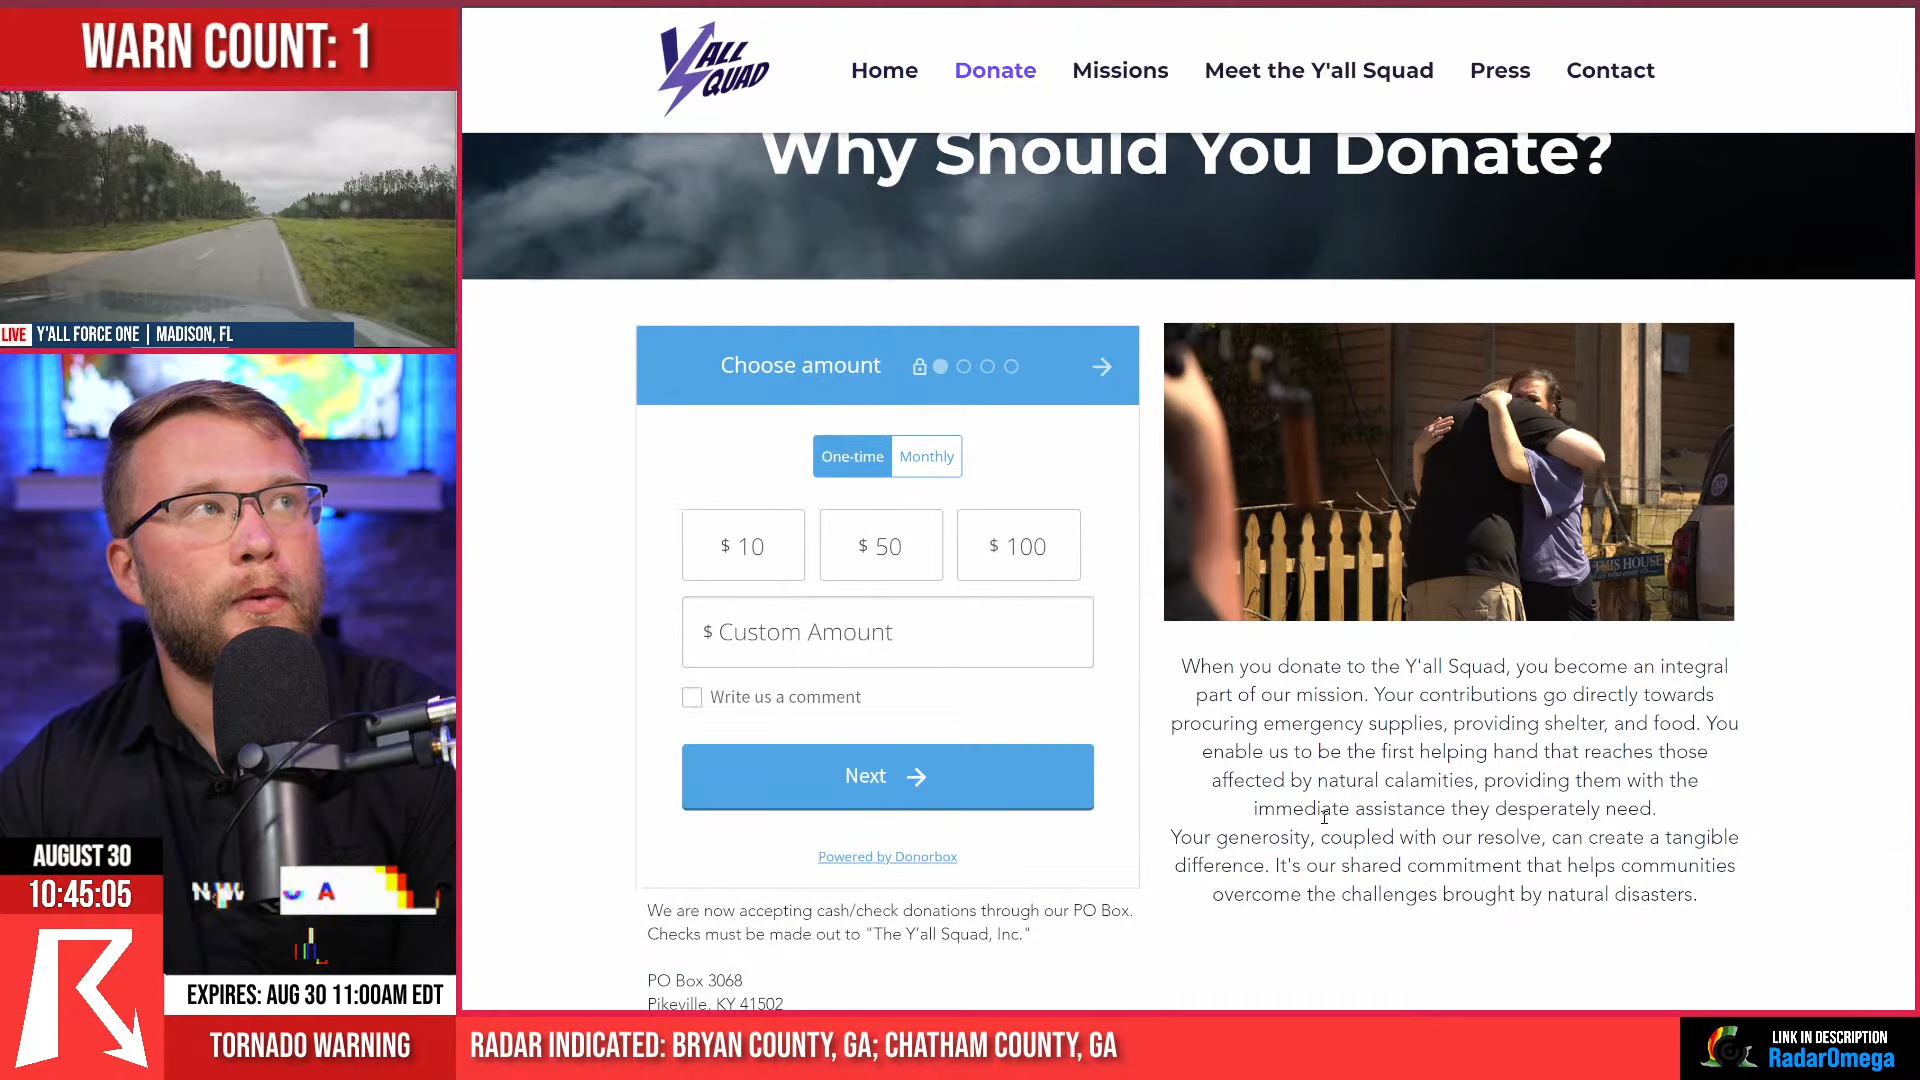 WARN COUNT: 1
LIVE Y'ALL FORCE ONE | MADISON, FL
Y'ALL SQUAD
Home Donate Missions Meet the Y'all Squad Press Contact
Why Should You Donate?
Choose amount
One-time Monthly
$ 10 $ 50 $ 100
$ Custom Amount
Write us a comment
Next
Powered by Donorbox
We are now accepting cash/check donations through our PO Box.
Checks must be made out to "The Y'all Squad, Inc."
PO Box 3068
Pikeville, KY 41502
THIS HOUSE
When you donate to the Y'all Squad, you become an integral
part of our mission. Your contributions go directly towards
procuring emergency supplies, providing shelter, and food. You
enable us to be the first helping hand that reaches those
affected by natural calamities, providing them with the
immediate assistance they desperately need.
Your generosity, coupled with our resolve, can create a tangible
difference. It's our shared commitment that helps communities
overcome the challenges brought by natural disasters.
AUGUST 30
10:45:05
EXPIRES: AUG 30 11:00AM EDT
TORNADO WARNING
RADAR INDICATED: BRYAN COUNTY, GA; CHATHAM COUNTY, GA
LINK IN DESCRIPTION
RadarOmega